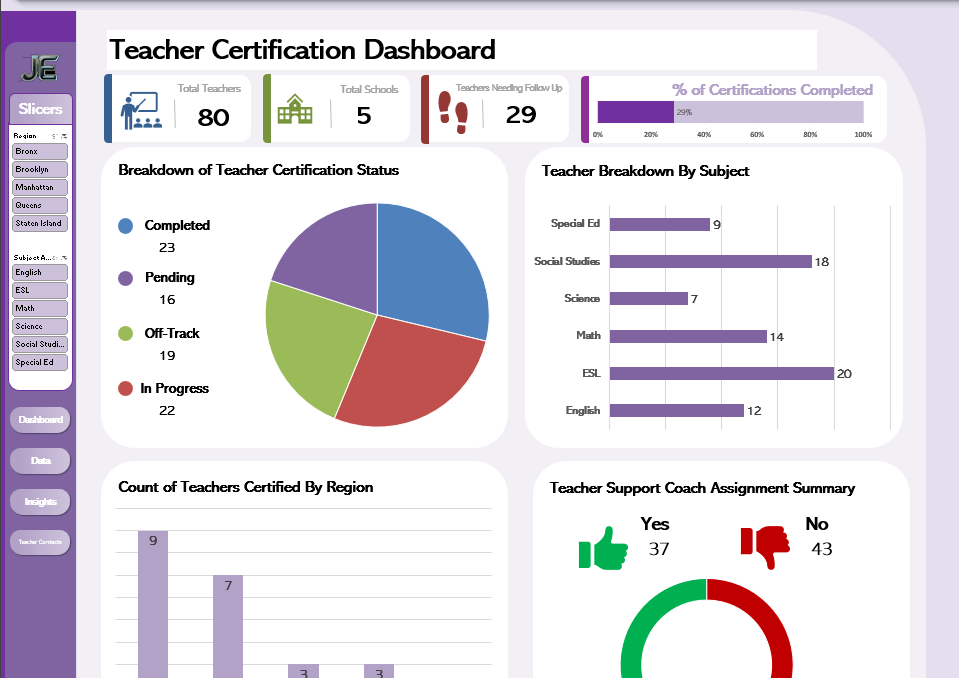 Teacher Certification Dashboard
JE
Slicers
Region
Bronx
Brooklyn
Manhattan
Queens
Staten Island
Subject A...
English
ESL
Math
Science
Social Studi...
Special Ed
Dashboard
Data
Insights
Teacher Contacts
Total Teachers
80
Total Schools
5
Teachers Needing Follow Up
29
% of Certifications Completed
29%
0% 20% 40% 60% 80% 100%
Breakdown of Teacher Certification Status
Completed
23
Pending
16
Off-Track
19
In Progress
22
Teacher Breakdown By Subject
Special Ed 9
Social Studies 18
Science 7
Math 14
ESL 20
English 12
Count of Teachers Certified By Region
9
7
3 3
Teacher Support Coach Assignment Summary
Yes No
37 43